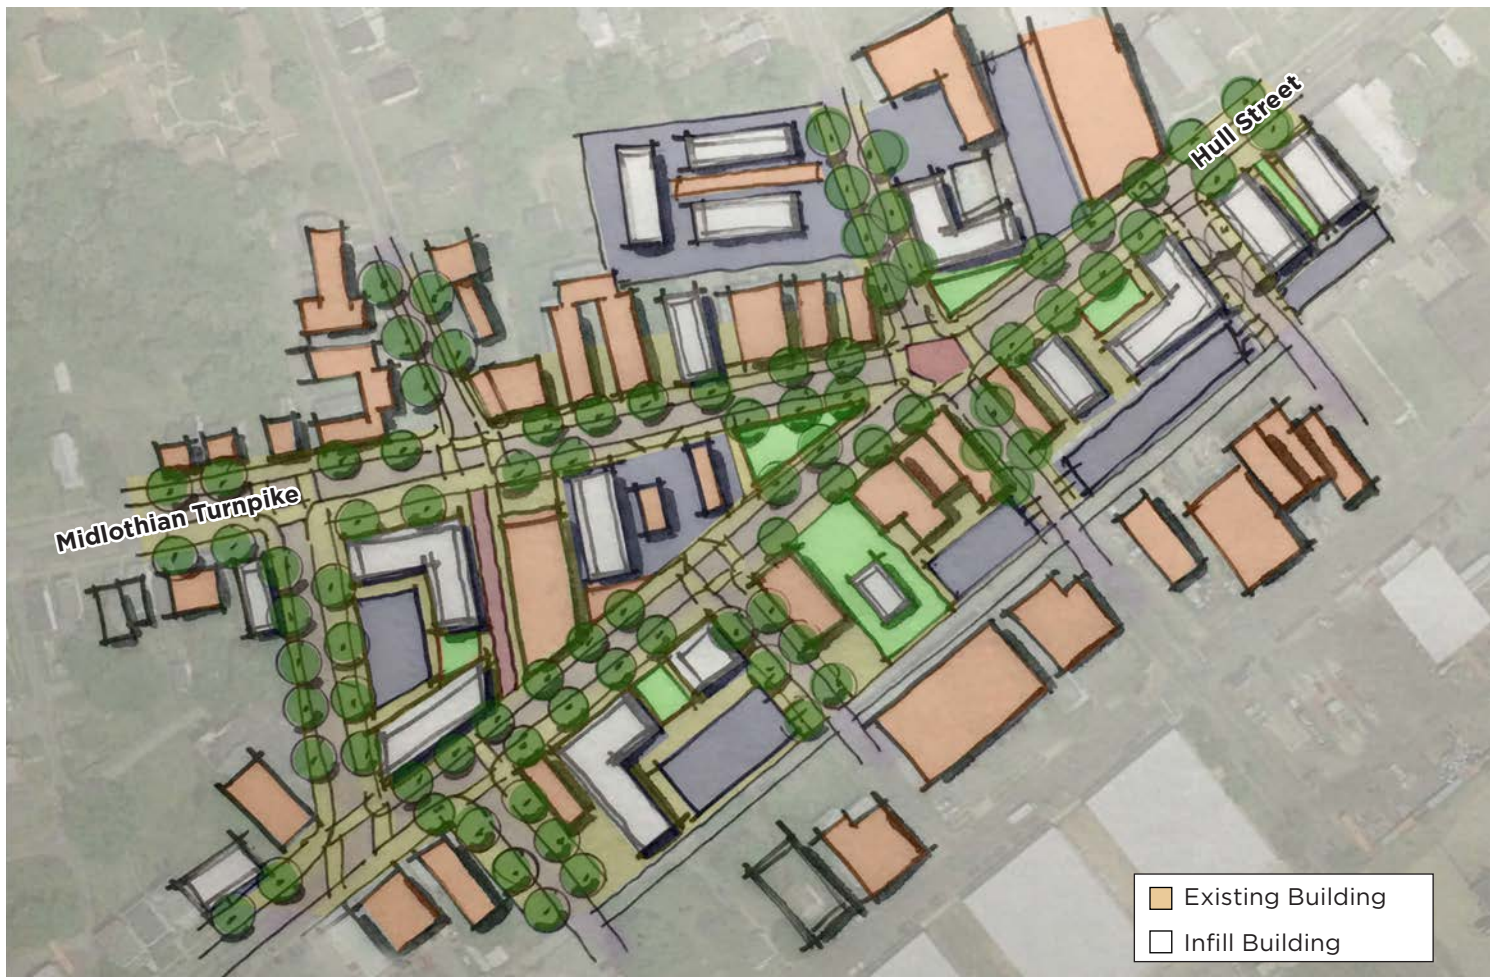 Hull Street
Midlothian Turnpike
Existing Building
Infill Building